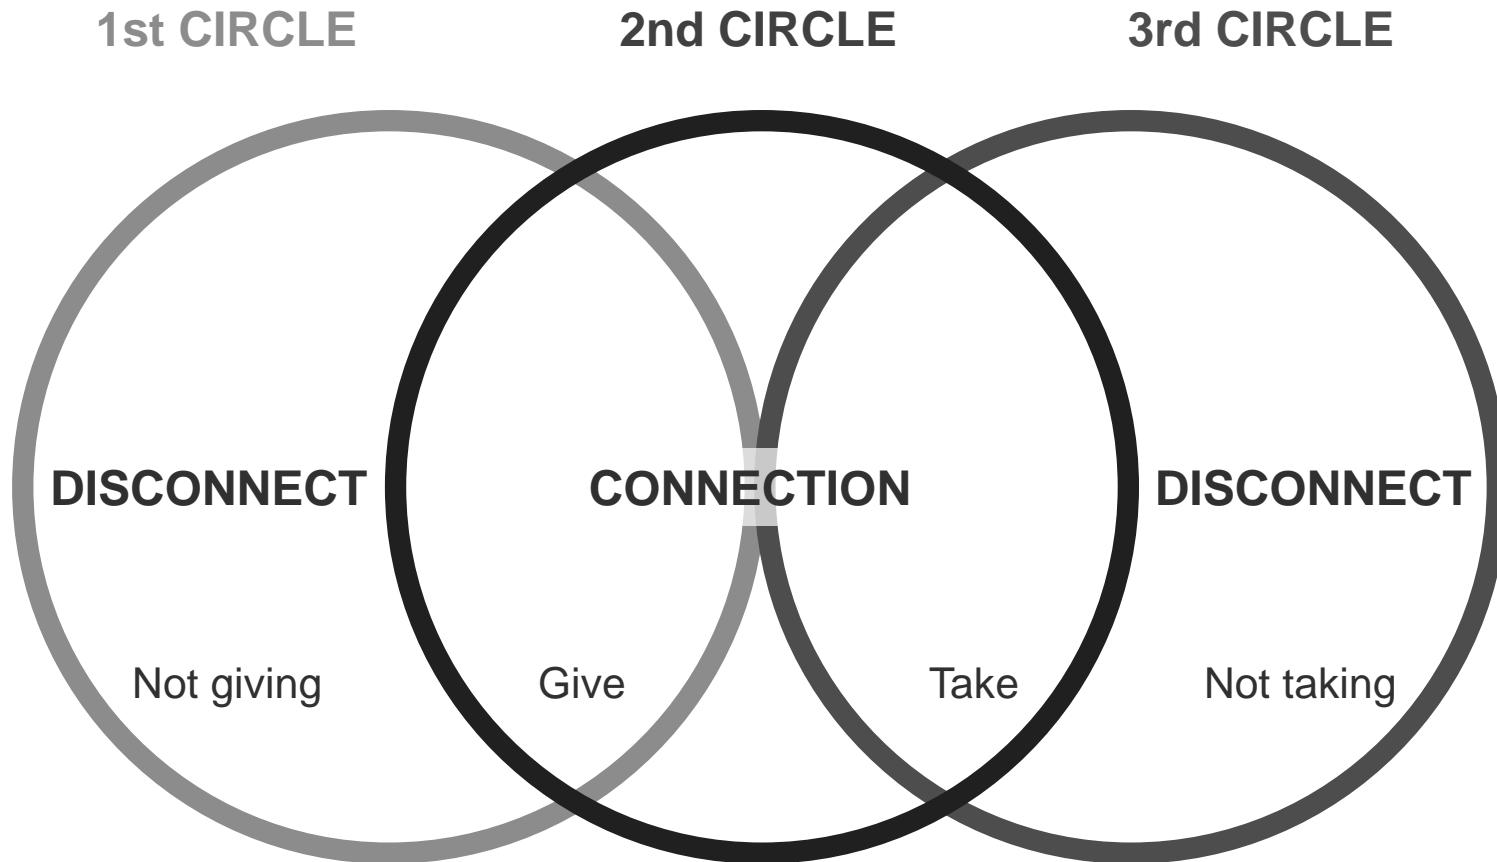 1st CIRCLE 2nd CIRCLE 3rd CIRCLE
DISCONNECT CONNECTION DISCONNECT
Not giving Give Take Not taking